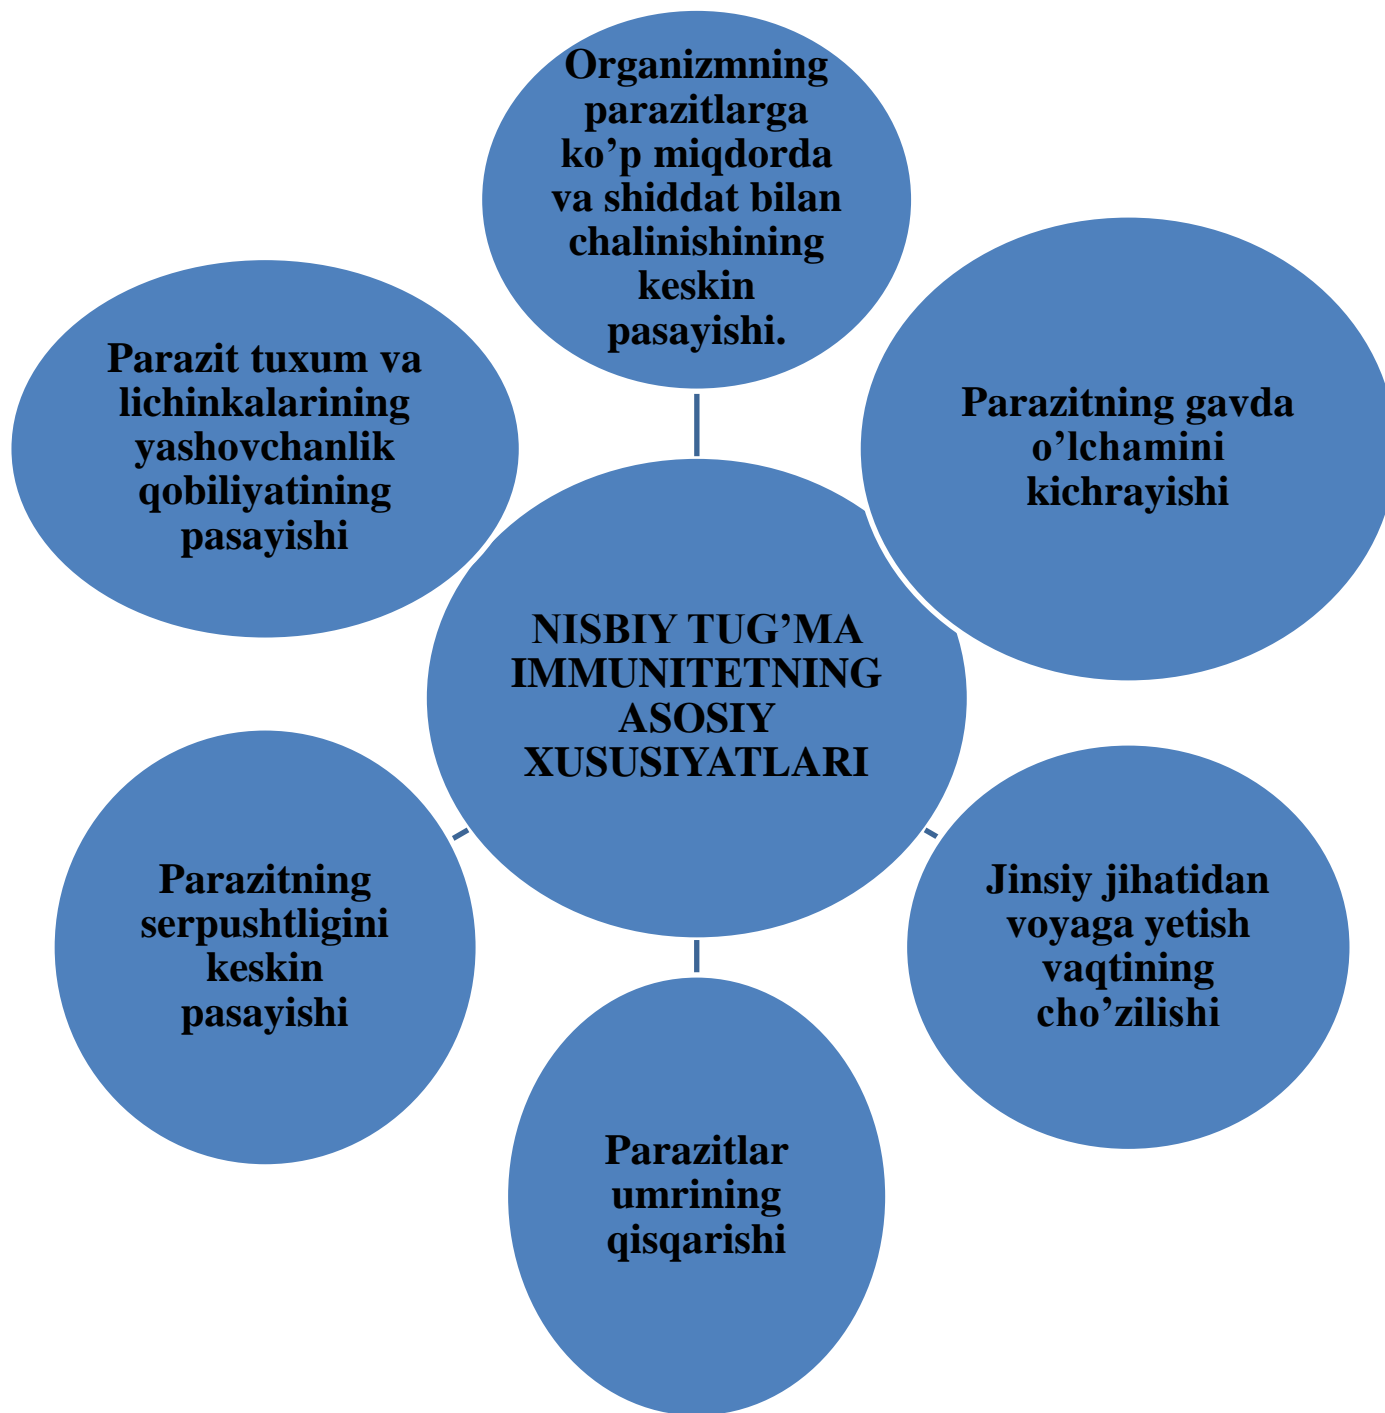 Organizmning
parazitlarga
ko’p miqdorda
va shiddat bilan
chalinishining
keskin
pasayishi.
Parazitning gavda
o’lchamini
kichrayishi
Jinsiy jihatidan
voyaga yetish
vaqtining
cho’zilishi
Parazitlar
umrining
qisqarishi
Parazitning
serpushtligini
keskin
pasayishi
Parazit tuxum va
lichinkalarining
yashovchanlik
qobiliyatining
pasayishi
NISBIY TUG’MA
IMMUNITETNING
ASOSIY
XUSUSIYATLARI